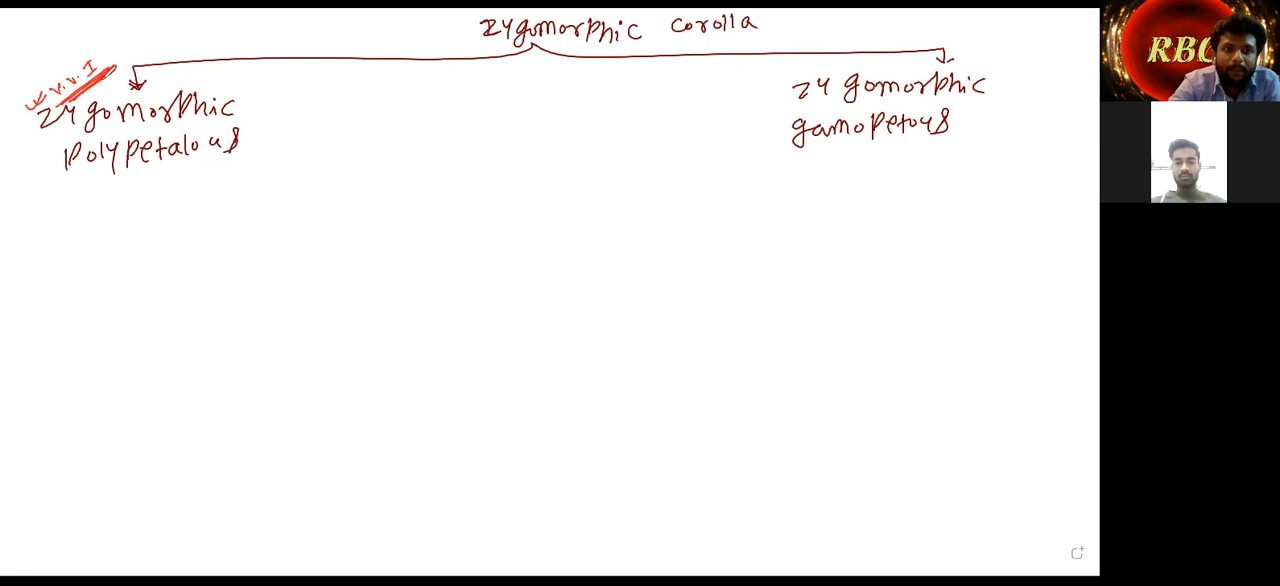 zygomorphic corolla
V.V.I
zygomorphic
polypetalous
zygomorphic
gamopetous
RBC